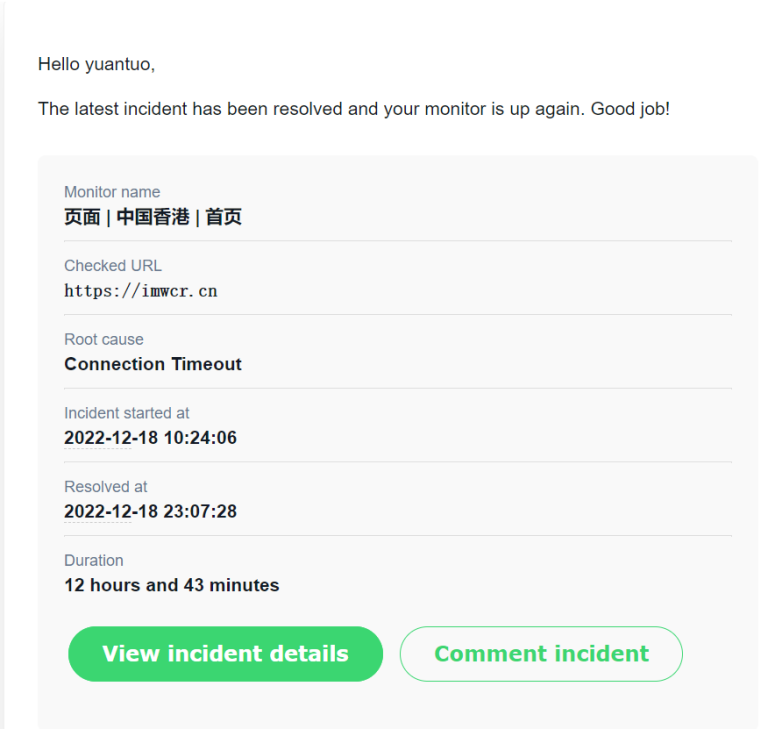 Hello yuantuo,
The latest incident has been resolved and your monitor is up again. Good job!
Monitor name
页面 | 中国香港 | 首页
Checked URL
https://imwcr.cn
Root cause
Connection Timeout
Incident started at
2022-12-18 10:24:06
Resolved at
2022-12-18 23:07:28
Duration
12 hours and 43 minutes
View incident details
Comment incident